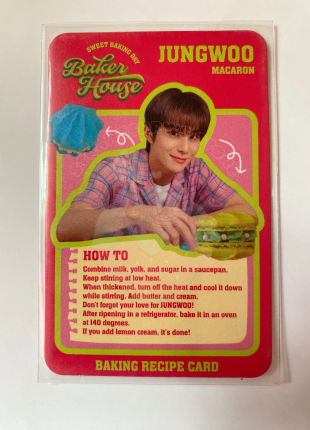 SWEET BAKING DAY
Baker
House
JUNGWOO
MACARON
HOW TO
Combine milk, yolk, and sugar in a saucepan.
Keep stirring at low heat.
When thickened, turn off the heat and cool it down
while stirring. Add butter and cream.
Don't forget your love for JUNGWOO!
After ripening in a refrigerator, bake it in an oven
at 140 degrees.
If you add lemon cream. It's done!
BAKING RECIPE CARD